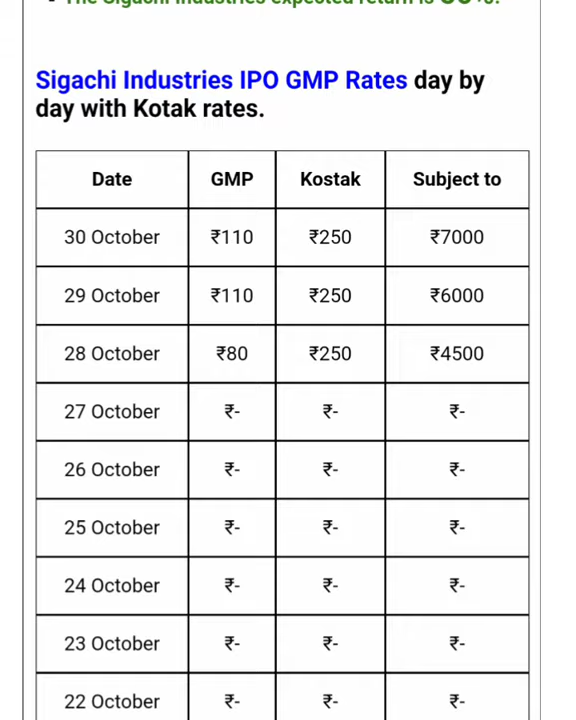 Sigachi Industries IPO GMP Rates day by
day with Kotak rates.
Date GMP Kostak Subject to
30 October ₹110 ₹250 ₹7000
29 October ₹110 ₹250 ₹6000
28 October ₹80 ₹250 ₹4500
27 October ₹- ₹- ₹-
26 October ₹- ₹- ₹-
25 October ₹- ₹- ₹-
24 October ₹- ₹- ₹-
23 October ₹- ₹- ₹-
22 October ₹- ₹- ₹-